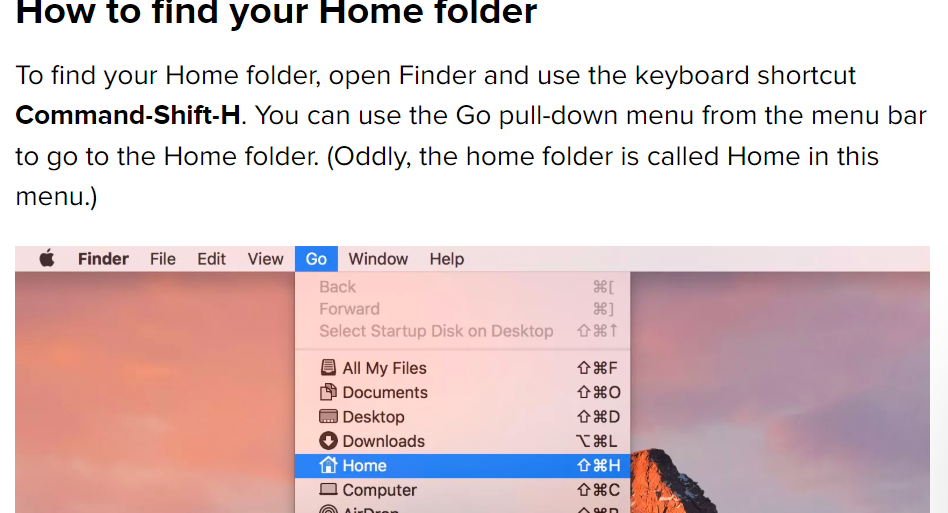 How to find your Home folder
To find your Home folder, open Finder and use the keyboard shortcut
Command-Shift-H. You can use the Go pull-down menu from the menu bar
to go to the Home folder. (Oddly, the home folder is called Home in this
menu.)
Finder File Edit View Go Window Help
Back ⌘[
Forward ⌘]
Select Startup Disk on Desktop ⇧⌘↑
All My Files ⇧⌘F
Documents ⇧⌘O
Desktop ⇧⌘D
Downloads ⌥⌘L
Home ⇧⌘H
Computer ⇧⌘C
AirDrop ⇧⌘R